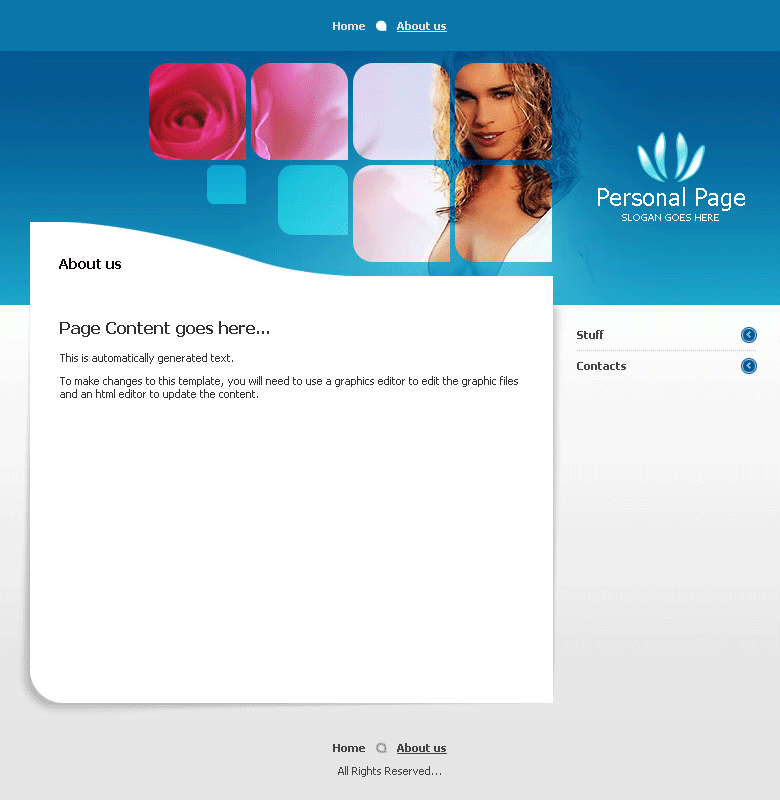 Home About us
Personal Page
SLOGAN GOES HERE
About us
Page Content goes here...
This is automatically generated text.
To make changes to this template, you will need to use a graphics editor to edit the graphic files
and an html editor to update the content.
Stuff
Contacts
Home About us
All Rights Reserved...